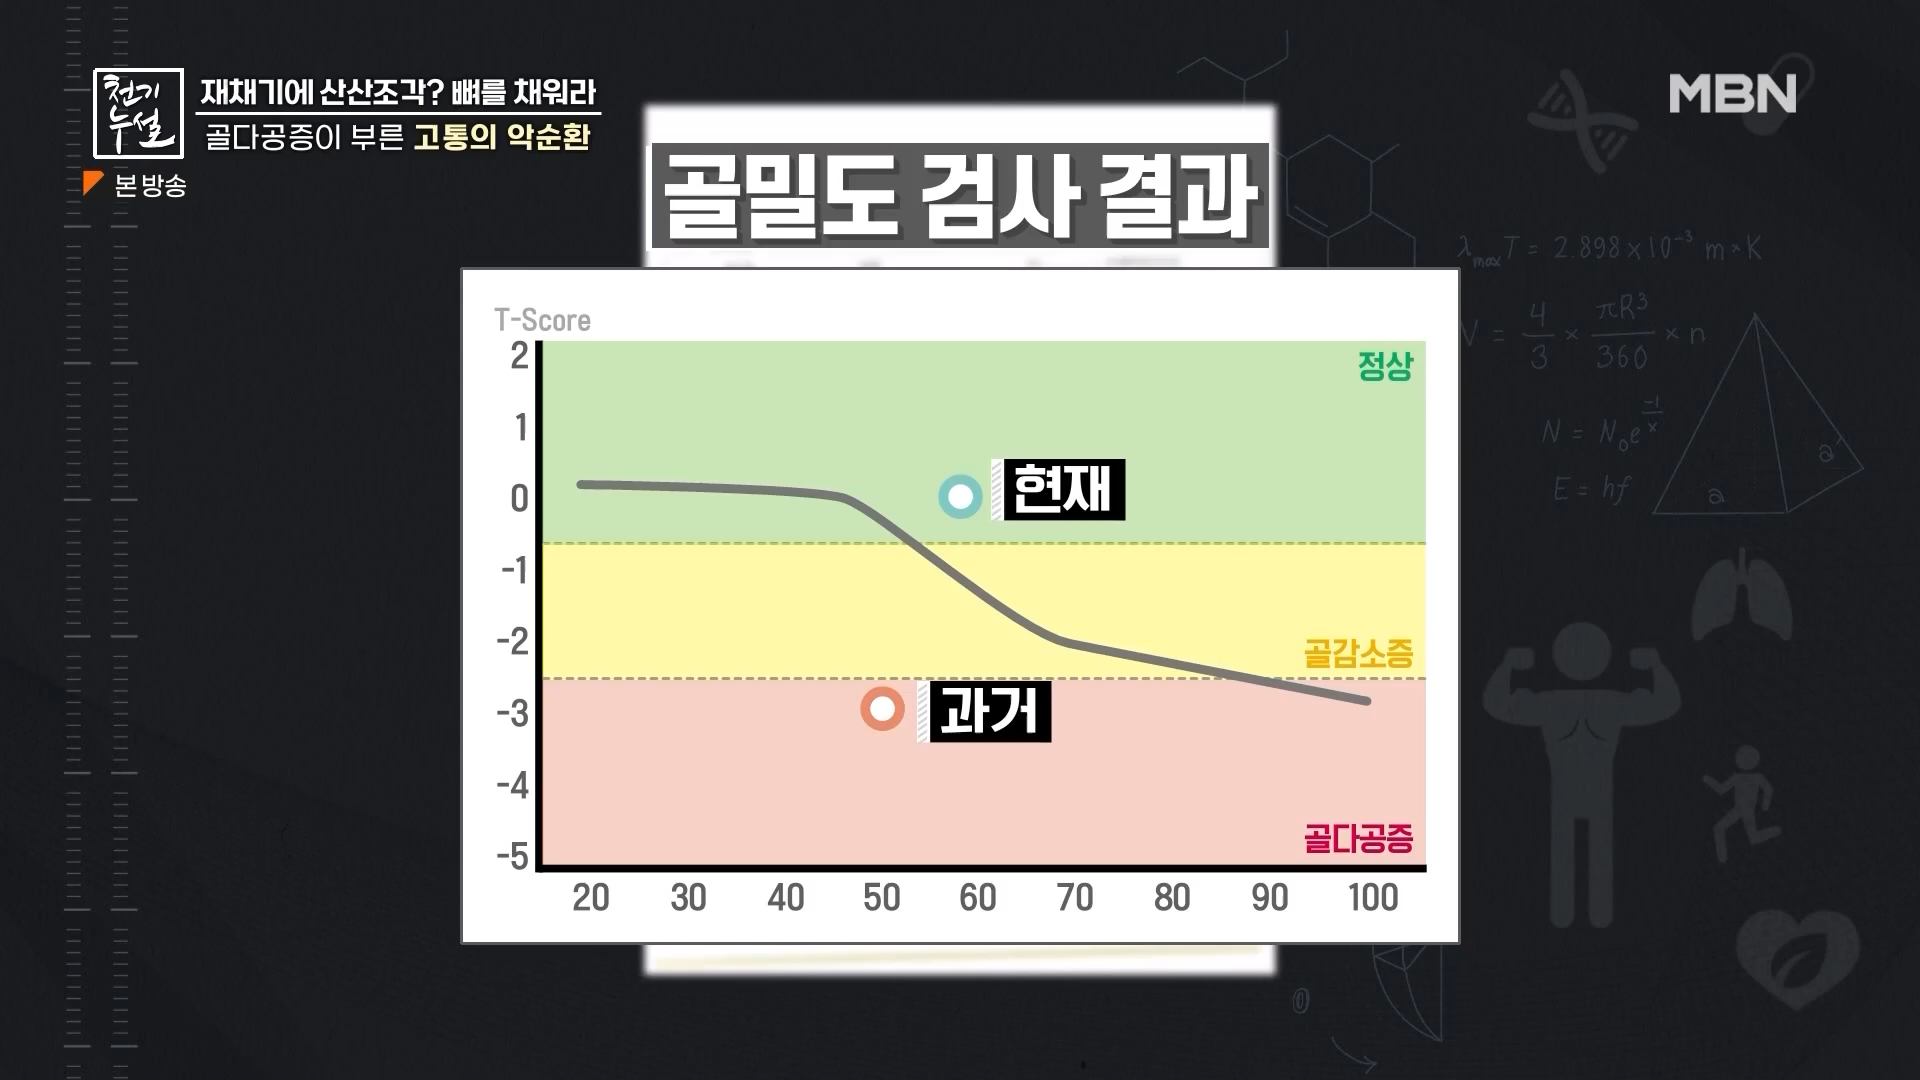 천기누설
재채기에 산산조각? 뼈를 채워라
골다공증이 부른 고통의 악순환
본 방송
MBN
골밀도 검사 결과
T-Score
2
1
0
-1
-2
-3
-4
-5
정상
현재
골감소증
과거
골다공증
20 30 40 50 60 70 80 90 100
λmaxT = 2.898×10⁻³ m·K
V = 4/3 × πR³/360 × n
N = N₀e^(-1/x)
E = hf
a
a